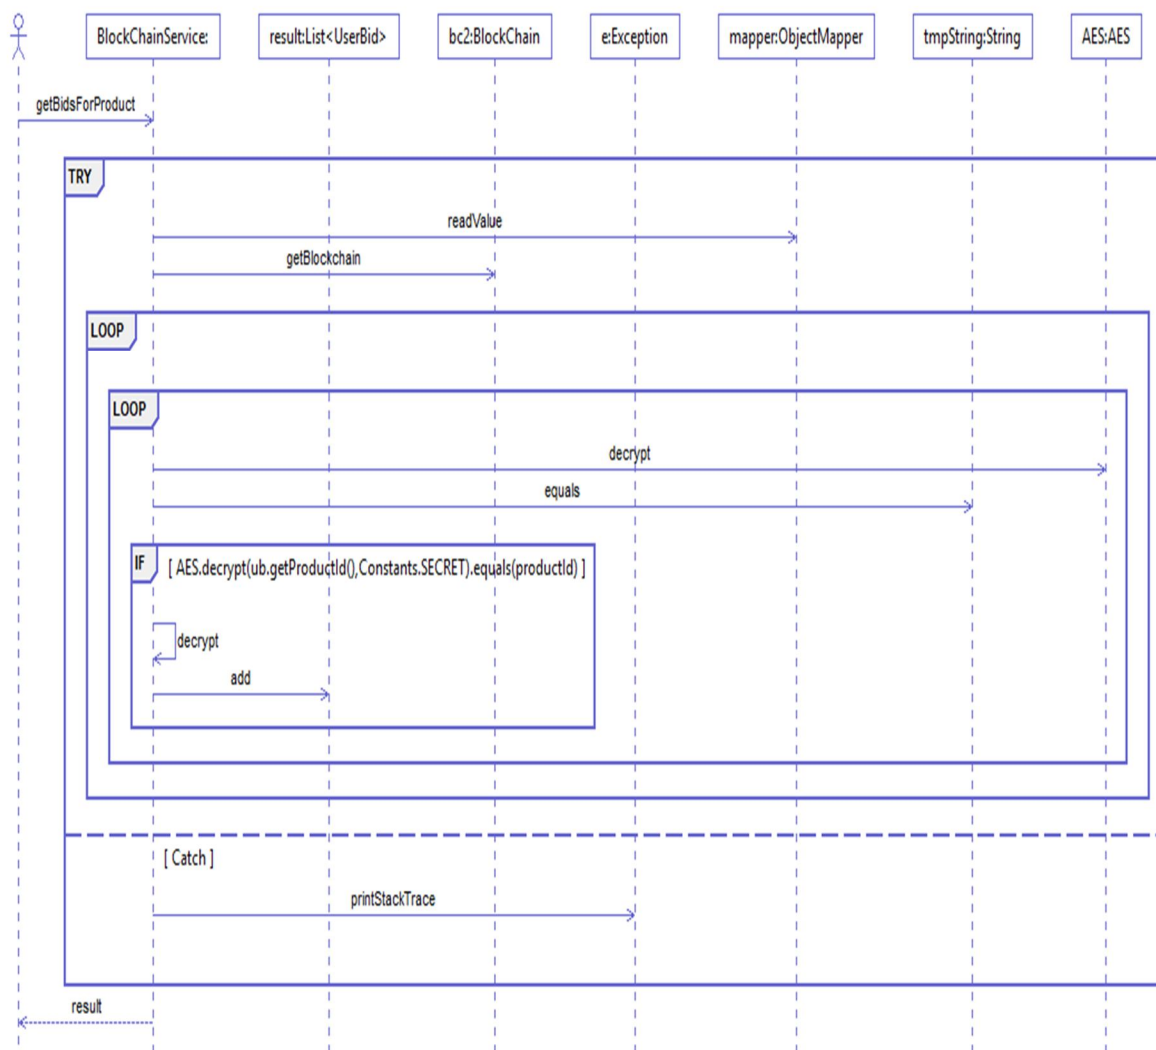 BlockChainService:
result:List<UserBid>
bc2:BlockChain
e:Exception
mapper:ObjectMapper
tmpString:String
AES:AES
getBidsForProduct
TRY
readValue
getBlockchain
LOOP
LOOP
decrypt
equals
IF
[ AES.decrypt(ub.getProductId(),Constants.SECRET).equals(productId) ]
decrypt
add
[ Catch ]
printStackTrace
result